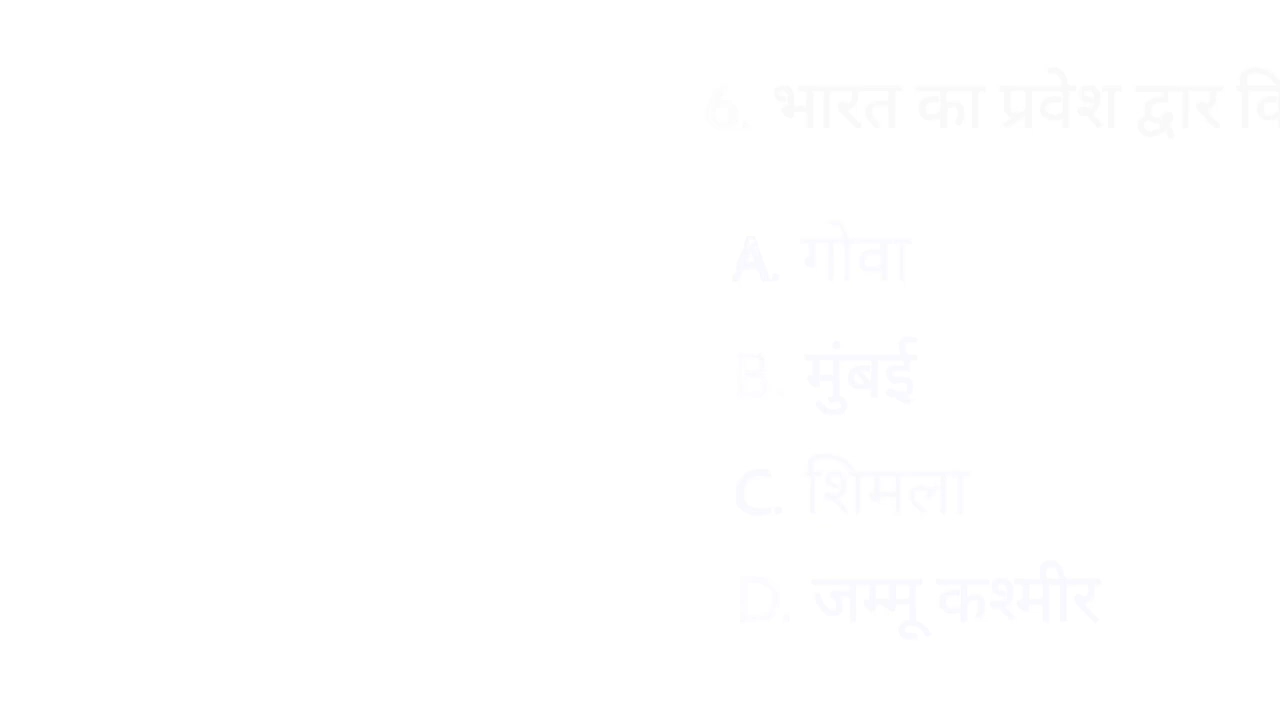 6. भारत का प्रवेश द्वार कि
A. गोवा
B. मुंबई
C. शिमला
D. जम्मू कश्मीर